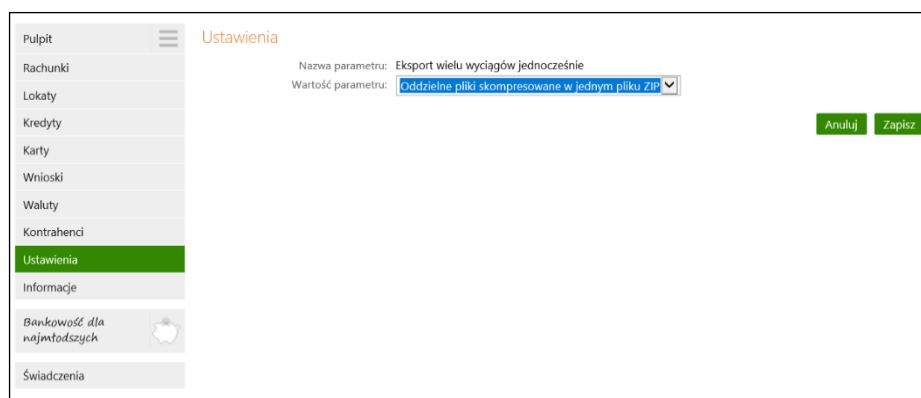 Pulpit
Rachunki
Lokaty
Kredyty
Karty
Wnioski
Waluty
Kontrahenci
Ustawienia
Informacje
Bankowość dla
najmłodszych
Świadczenia
Ustawienia
Nazwa parametru: Eksport wielu wyciągów jednocześnie
Wartość parametru: Oddzielne pliki skompresowane w jednym pliku ZIP
Anuluj Zapisz